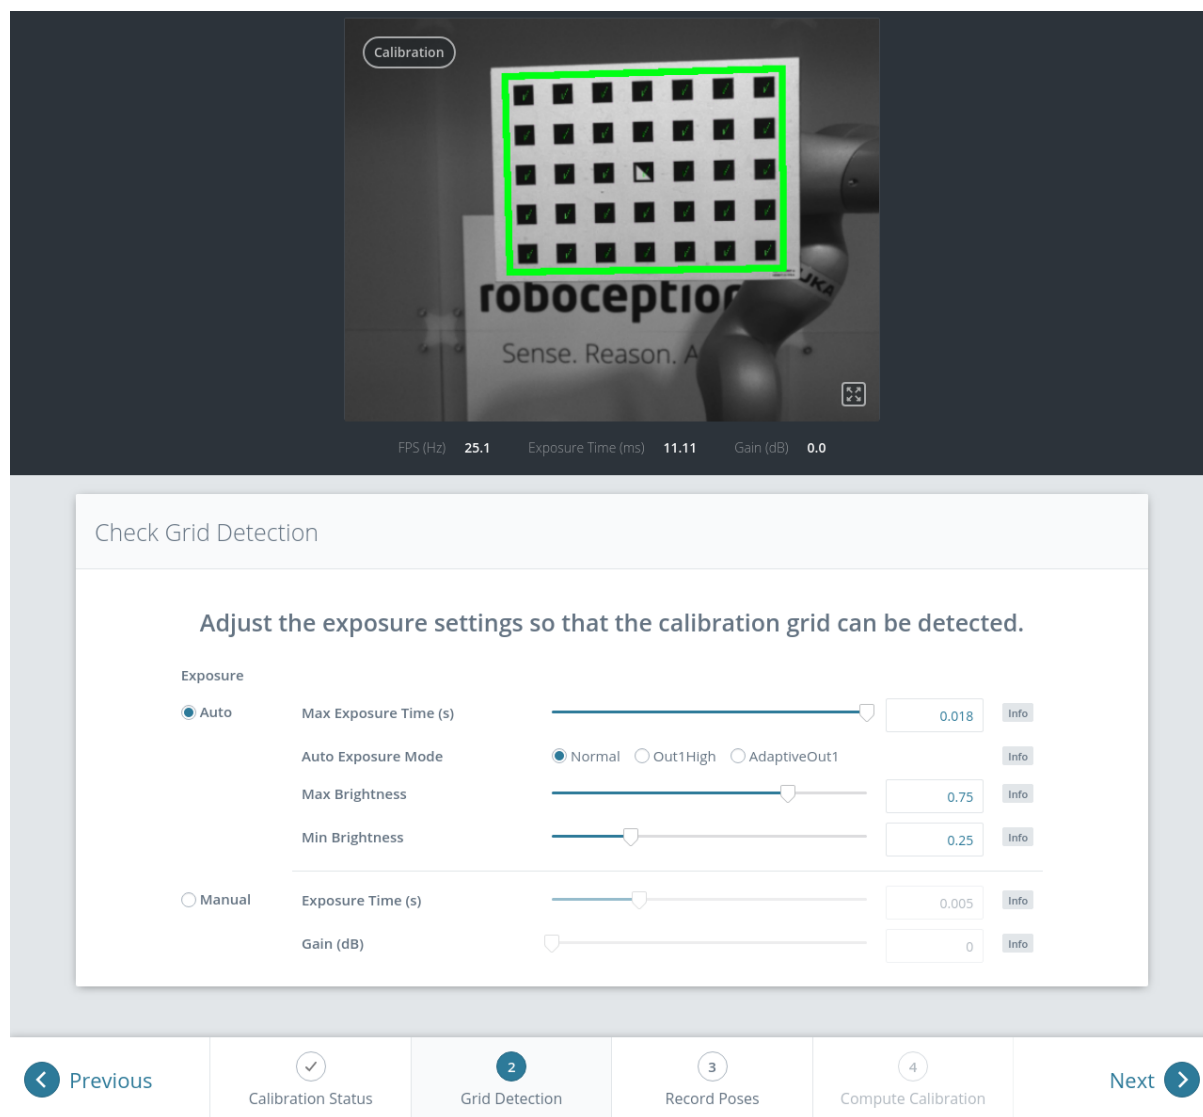 Calibration
roboception
Sense. Reason. A
FPS (Hz) 25.1 Exposure Time (ms) 11.11 Gain (dB) 0.0
Check Grid Detection
Adjust the exposure settings so that the calibration grid can be detected.
Exposure
Auto Max Exposure Time (s) 0.018 Info
Auto Exposure Mode Normal Out1High AdaptiveOut1 Info
Max Brightness 0.75 Info
Min Brightness 0.25 Info
Manual Exposure Time (s) 0.005 Info
Gain (dB) 0 Info
Previous
Calibration Status
2
Grid Detection
3
Record Poses
4
Compute Calibration
Next